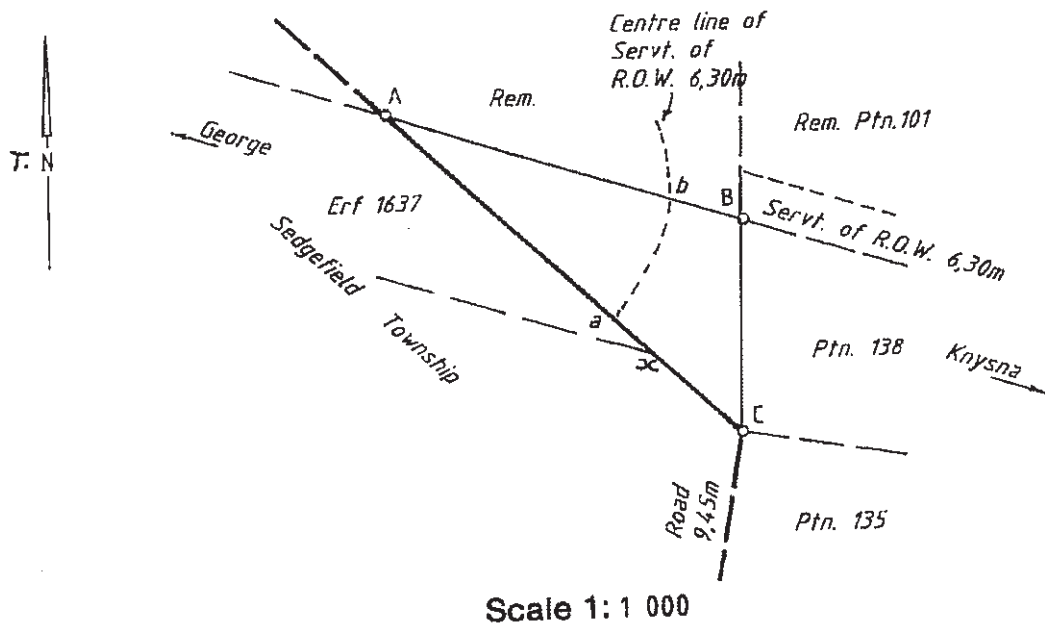 Centre line of
Servt. of
R.O.W. 6,30m
A
Rem.
Rem. Ptn.101
George
T. N
b
B
Erf 1637
Servt. of R.O.W. 6,30m
Sedgefield
Township
a
x
Ptn. 138
Knysna
C
Road
9,45m
Ptn. 135
Scale 1: 1 000